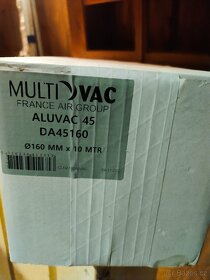 MULTIVAC
FRANCE AIR GROUP
ALUVAC 45
DA45160
Ø160 MM x 10 MTR